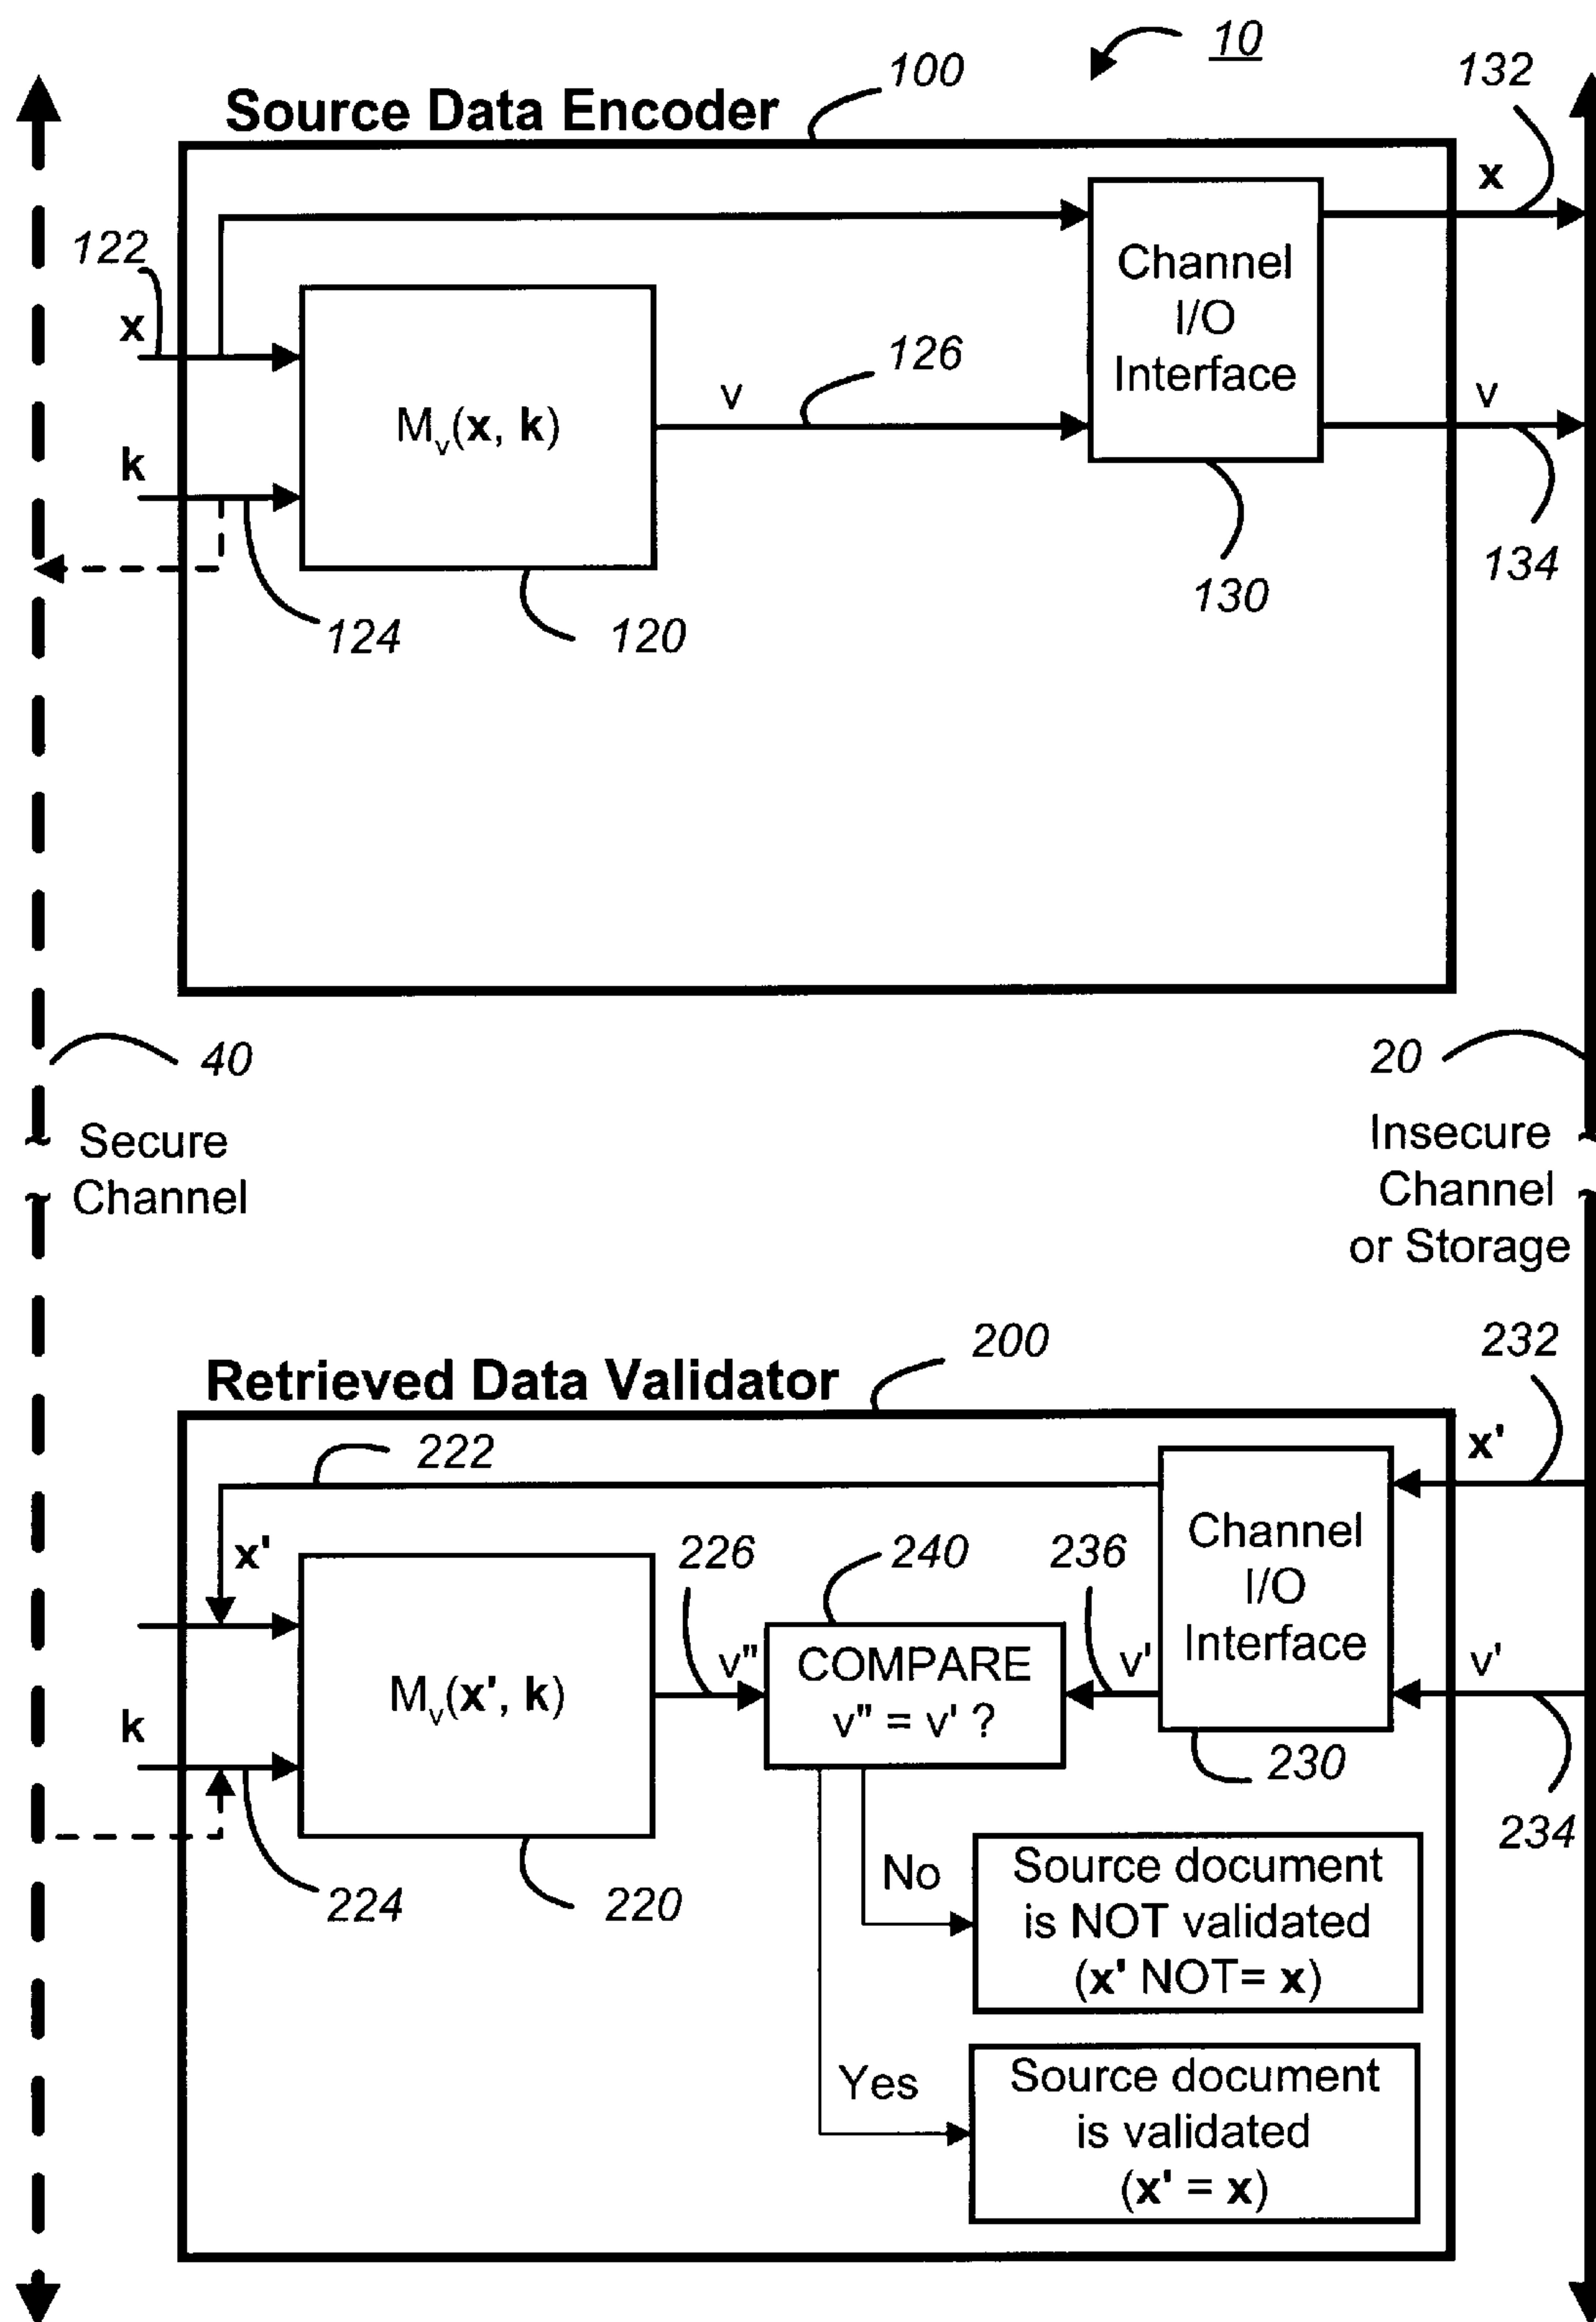 10
100
132
Source Data Encoder
x
122
Channel
I/O
Interface
x
126
v
v
M_v(x, k)
k
134
130
124
120
40
20
Secure
Channel
Insecure
Channel
or Storage
200
232
Retrieved Data Validator
222
x'
Channel
I/O
Interface
x'
226
240
236
v"
COMPARE
v" = v' ?
v'
v'
M_v(x', k)
k
230
234
No
Source document
is NOT validated
(x' NOT= x)
224
220
Yes
Source document
is validated
(x' = x)